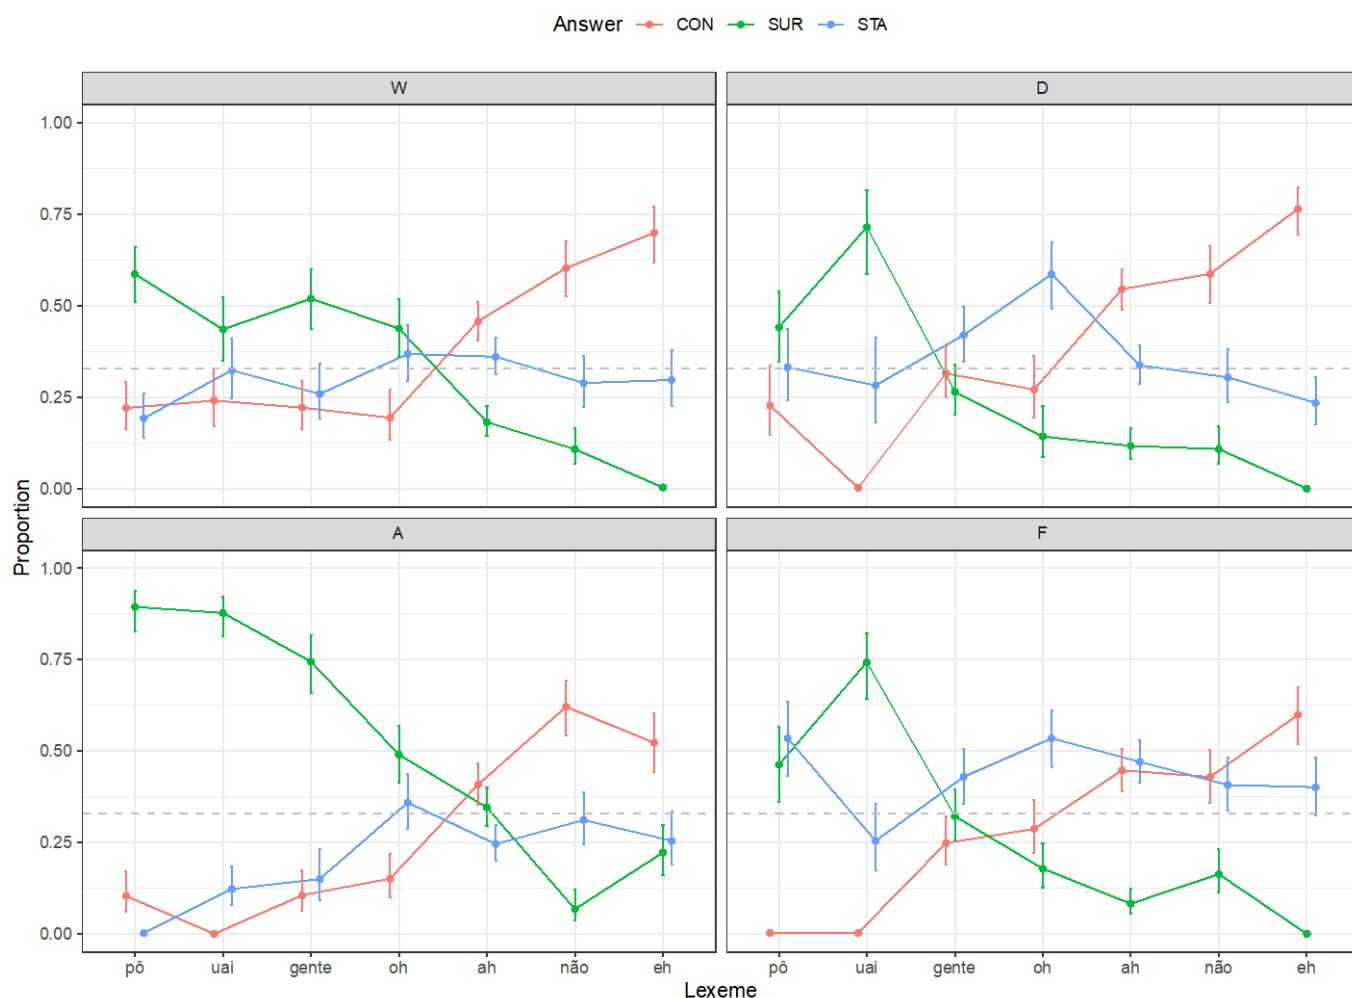 Answer CON SUR STA
W
D
1.00
0.75
0.50
0.25
0.00
A
F
1.00
0.75
0.50
0.25
0.00
Proportion
pô uai gente oh ah não eh
pô uai gente oh ah não eh
Lexeme